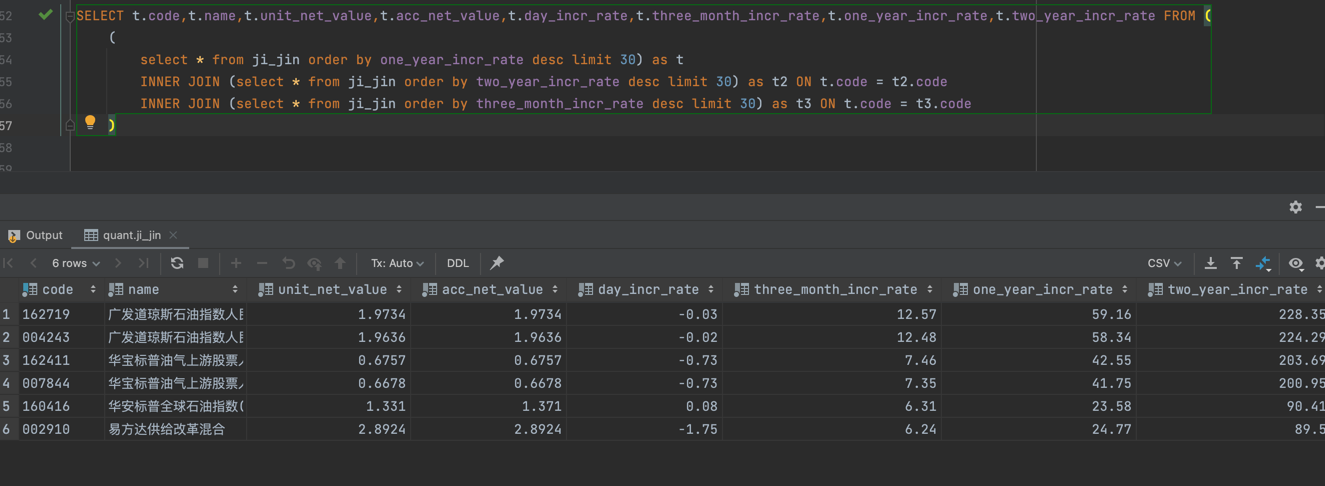 52 SELECT t.code,t.name,t.unit_net_value,t.acc_net_value,t.day_incr_rate,t.three_month_incr_rate,t.one_year_incr_rate,t.two_year_incr_rate FROM (
53 (
54 select * from ji_jin order by one_year_incr_rate desc limit 30) as t
55 INNER JOIN (select * from ji_jin order by two_year_incr_rate desc limit 30) as t2 ON t.code = t2.code
56 INNER JOIN (select * from ji_jin order by three_month_incr_rate desc limit 30) as t3 ON t.code = t3.code
57 )
58
59
Output quant.ji_jin
6 rows Tx: Auto DDL CSV
code name unit_net_value acc_net_value day_incr_rate three_month_incr_rate one_year_incr_rate two_year_incr_rate
1 162719 广发道琼斯石油指数人民 1.9734 1.9734 -0.03 12.57 59.16 228.35
2 004243 广发道琼斯石油指数人民 1.9636 1.9636 -0.02 12.48 58.34 224.29
3 162411 华宝标普油气上游股票人 0.6757 0.6757 -0.73 7.46 42.55 203.69
4 007844 华宝标普油气上游股票人 0.6678 0.6678 -0.73 7.35 41.75 200.95
5 160416 华安标普全球石油指数( 1.331 1.371 0.08 6.31 23.58 90.41
6 002910 易方达供给改革混合 2.8924 2.8924 -1.75 6.24 24.77 89.5